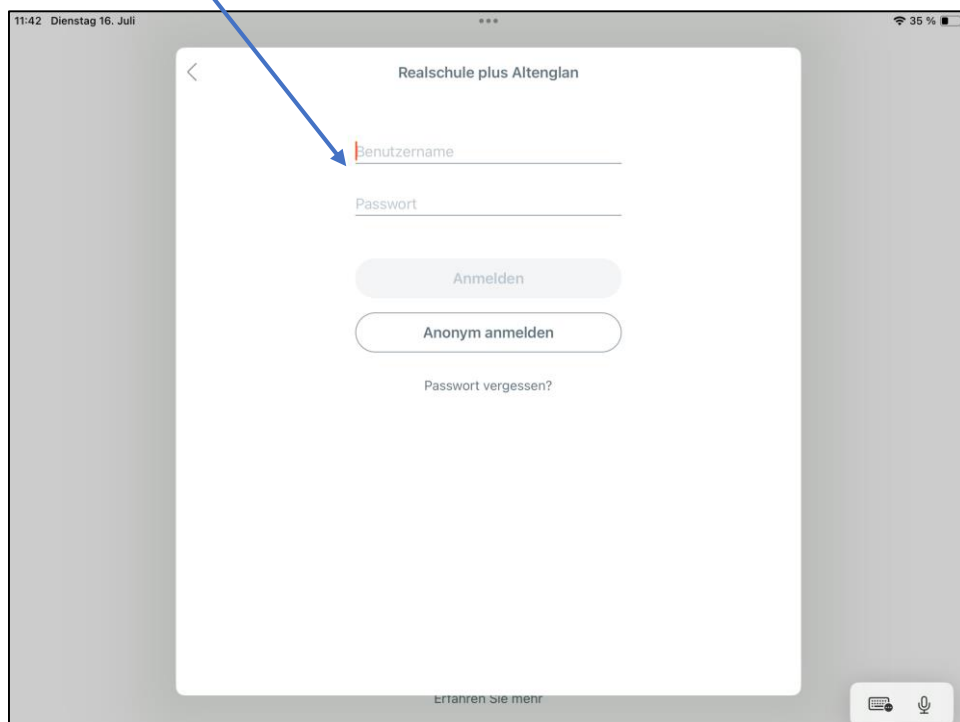 11:42 Dienstag 16. Juli
35 %
Realschule plus Altenglan
Benutzername
Passwort
Anmelden
Anonym anmelden
Passwort vergessen?
Erfahren Sie mehr